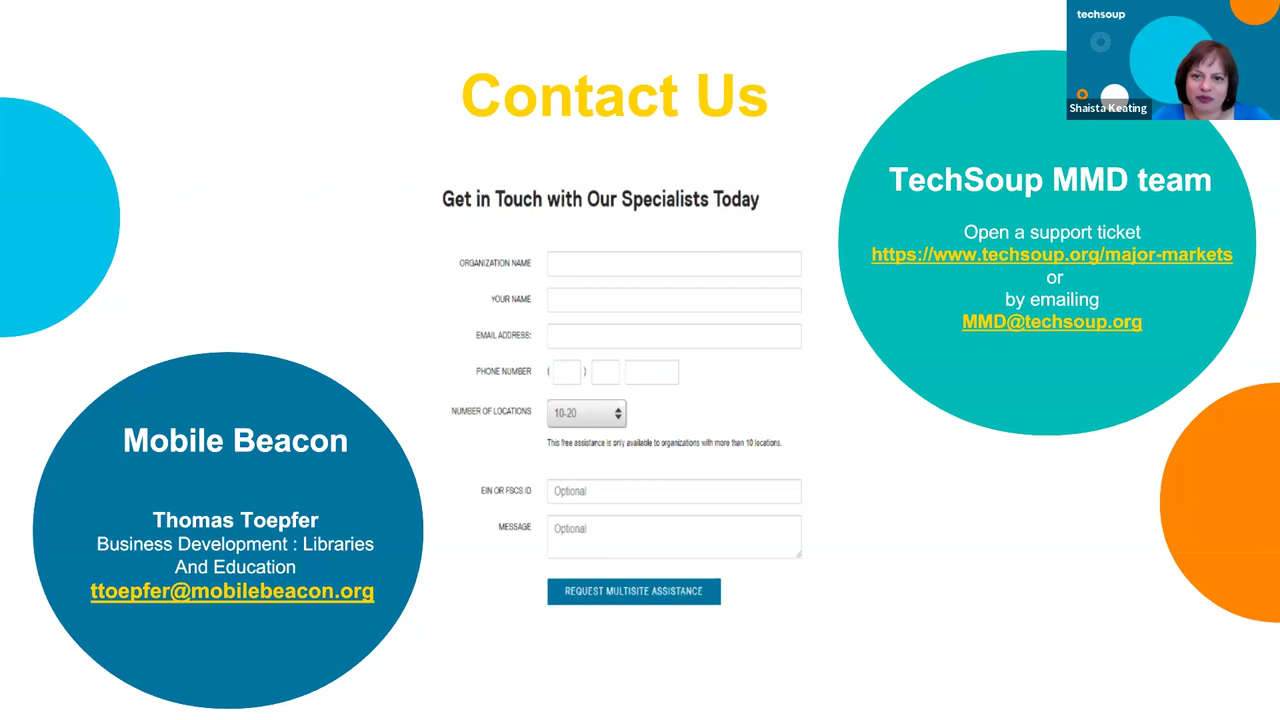 techsoup
Shaista Keating
Contact Us
Get in Touch with Our Specialists Today
ORGANIZATION NAME
YOUR NAME
EMAIL ADDRESS:
PHONE NUMBER ( )
NUMBER OF LOCATIONS 10-20
This free assistance is only available to organizations with more than 10 locations.
EIN OR FSCS ID Optional
MESSAGE Optional
REQUEST MULTISITE ASSISTANCE
TechSoup MMD team
Open a support ticket
https://www.techsoup.org/major-markets
or
by emailing
MMD@techsoup.org
Mobile Beacon
Thomas Toepfer
Business Development : Libraries
And Education
ttoepfer@mobilebeacon.org